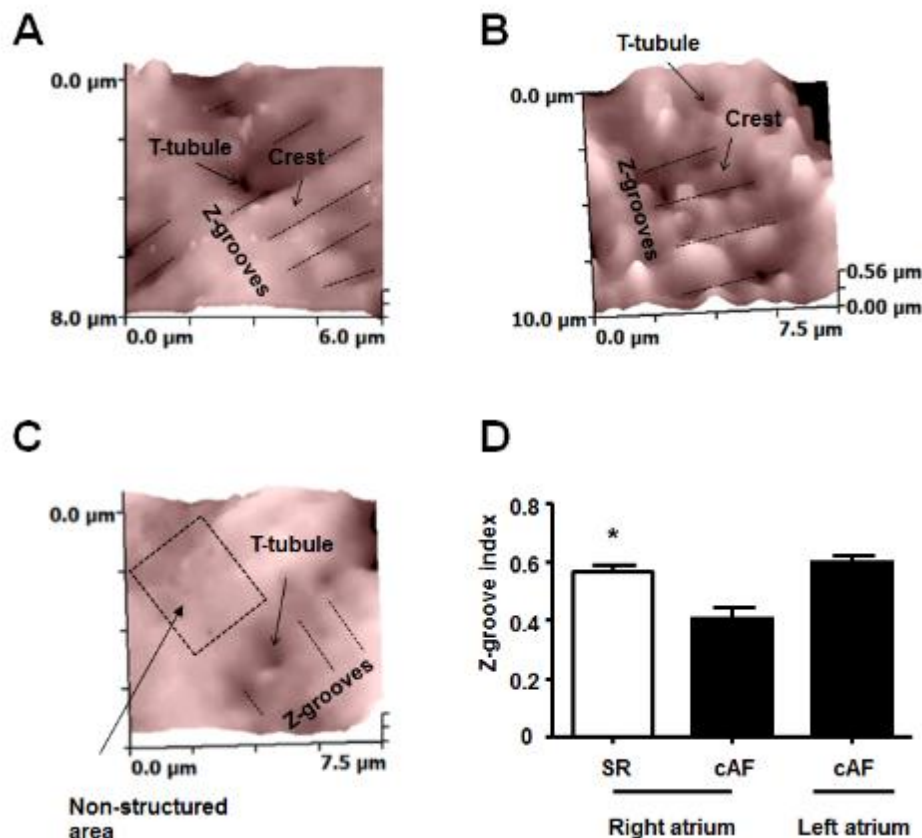 A
0.0 µm
T-tubule
Crest
Z-grooves
8.0 µm
0.0 µm
6.0 µm
B
T-tubule
0.0 µm
Crest
Z-grooves
0.56 µm
0.00 µm
10.0 µm
0.0 µm
7.5 µm
C
0.0 µm
T-tubule
Z-grooves
0.0 µm
7.5 µm
Non-structured
area
D
Z-groove index
0.8
0.6
0.4
0.2
0
*
SR
cAF
cAF
Right atrium
Left atrium